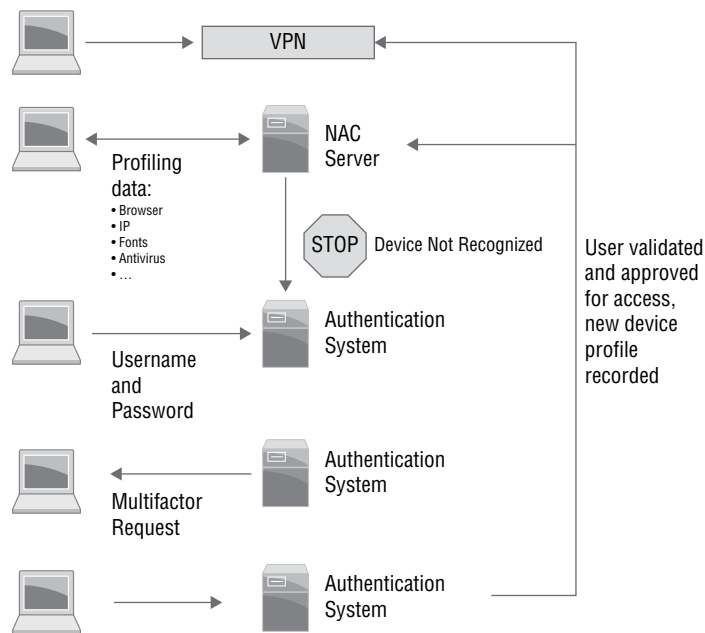 VPN
NAC
Server
Profiling
data:
• Browser
• IP
• Fonts
• Antivirus
• ...
STOP
Device Not Recognized
Authentication
System
Username
and
Password
User validated
and approved
for access,
new device
profile
recorded
Authentication
System
Multifactor
Request
Authentication
System